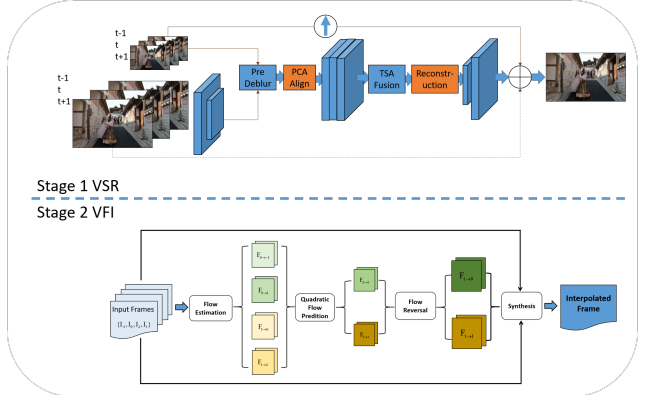 t-1
t
t+1
t-1
t
t+1
Pre
Deblur
PCA
Align
TSA
Fusion
Reconstr-
uction
Stage 1 VSR
Stage 2 VFI
Input Frames
Flow
Estimation
Quadratic
Flow
Predition
Flow
Reversal
Synthesis
Interpolated
Frame